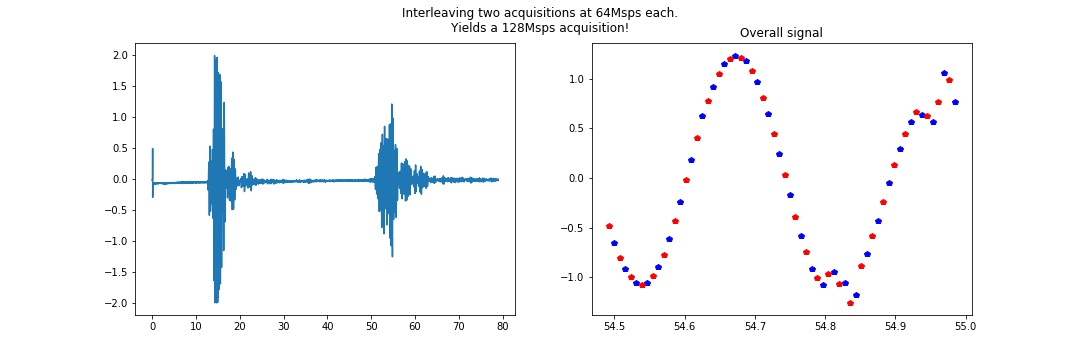 Interleaving two acquisitions at 64Msps each.
Yields a 128Msps acquisition!
2.0
1.5
1.0
0.5
0.0
−0.5
−1.0
−1.5
−2.0
0 10 20 30 40 50 60 70 80
Overall signal
1.0
0.5
0.0
−0.5
−1.0
54.5 54.6 54.7 54.8 54.9 55.0